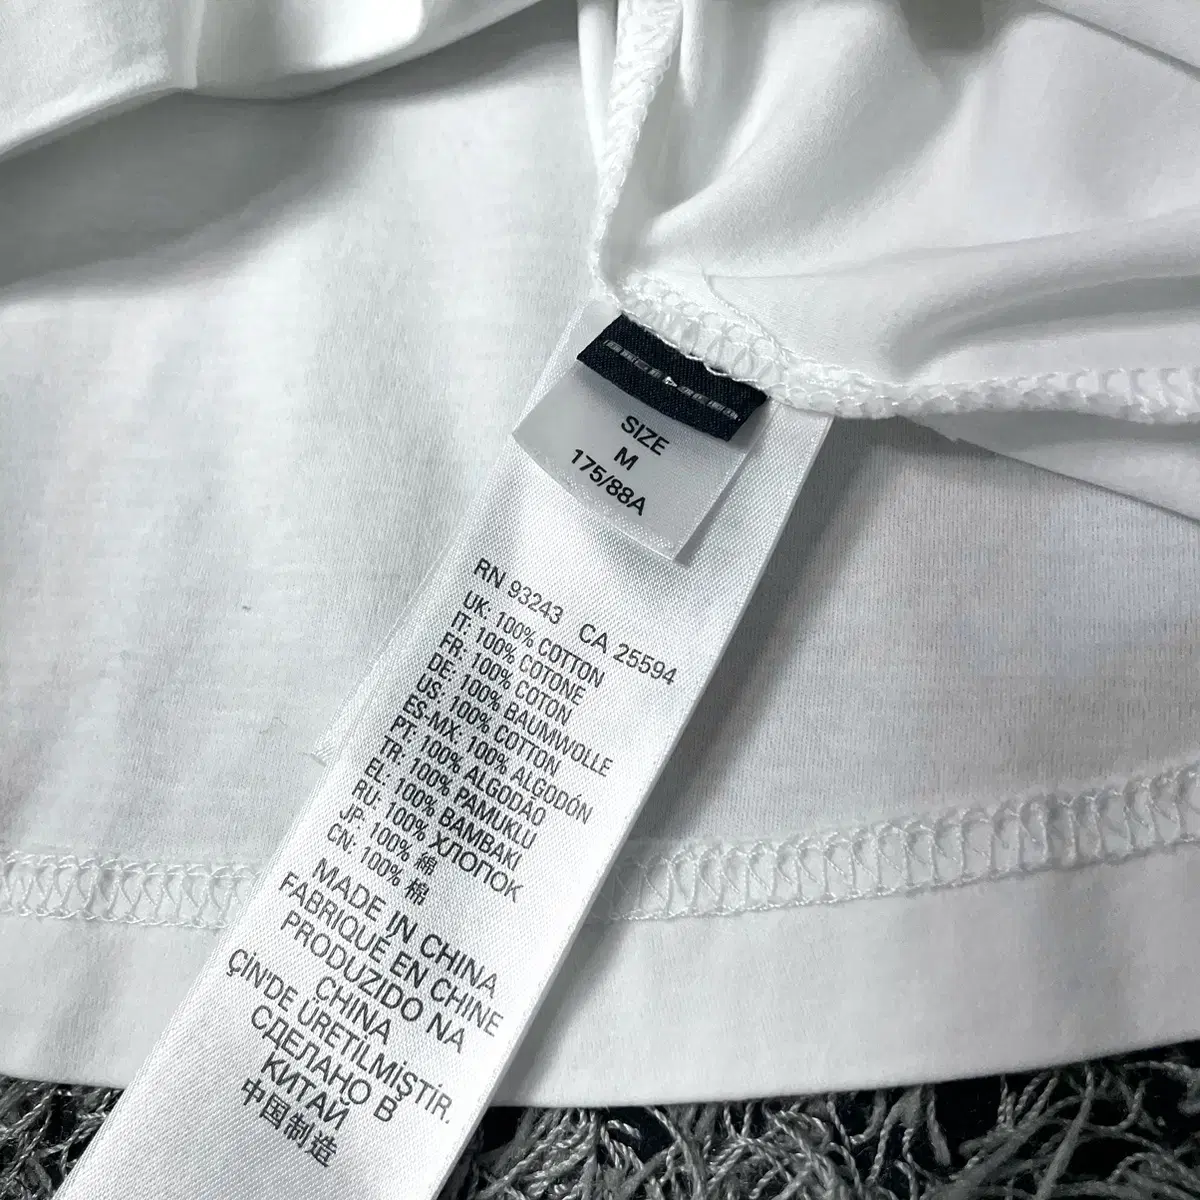 SIZE
M
175/88A
RN 93243 CA 25594
UK: 100% COTTON
IT: 100% COTONE
FR: 100% COTON
DE: 100% BAUMWOLLE
US: 100% COTTON
ES-MX: 100% ALGODÓN
PT: 100% ALGODÃO
TR: 100% PAMUKLU
EL: 100% BAMBAKI
RU: 100% ХЛОПОК
JP: 100% 棉
CN: 100% 棉
MADE IN CHINA
FABRIQUÉ EN CHINE
PRODUZIDO NA
CHINA
ÇİN'DE ÜRETILMİŞTİR.
СДЕЛАНО В
КИТАЙ
中国制造